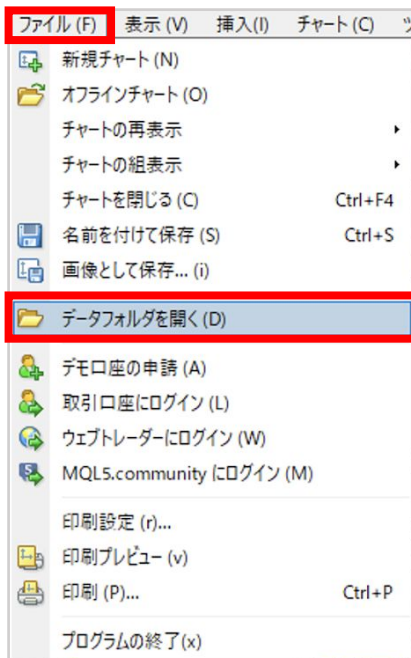 ファイル (F) 表示 (V) 挿入(I) チャート (C)
新規チャート (N)
オフラインチャート (O)
チャートの再表示
チャートの組表示
チャートを閉じる (C) Ctrl+F4
名前を付けて保存 (S) Ctrl+S
画像として保存... (i)
データフォルダを開く (D)
デモ口座の申請 (A)
取引口座にログイン (L)
ウェブトレーダーにログイン (W)
MQL5.community にログイン (M)
印刷設定 (r)...
印刷プレビュー (v)
印刷 (P)... Ctrl+P
プログラムの終了(x)